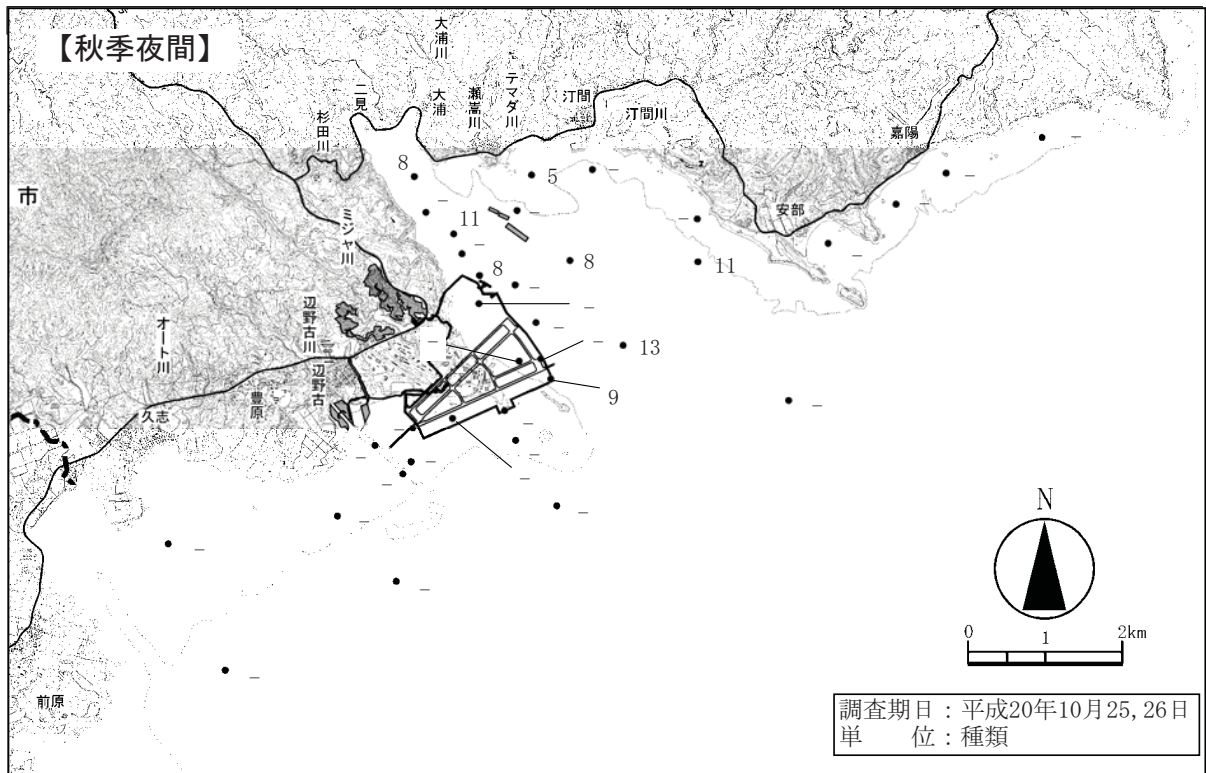 【秋季夜間】
大浦川
二見
大浦
瀬嵩川
テマダ川
汀間
汀間川
嘉陽
杉田川
市
ミジャ川
安部
辺野古川
辺野古
オート川
豊原
久志
前原
8
5
－
－
－
－
－
11
－
－
－
－
8
8
11
－
－
－
－
13
9
－
－
－
－
－
－
－
－
－
－
－
－
－
N
0 1 2km
調査期日：平成20年10月25,26日
単　　位：種類